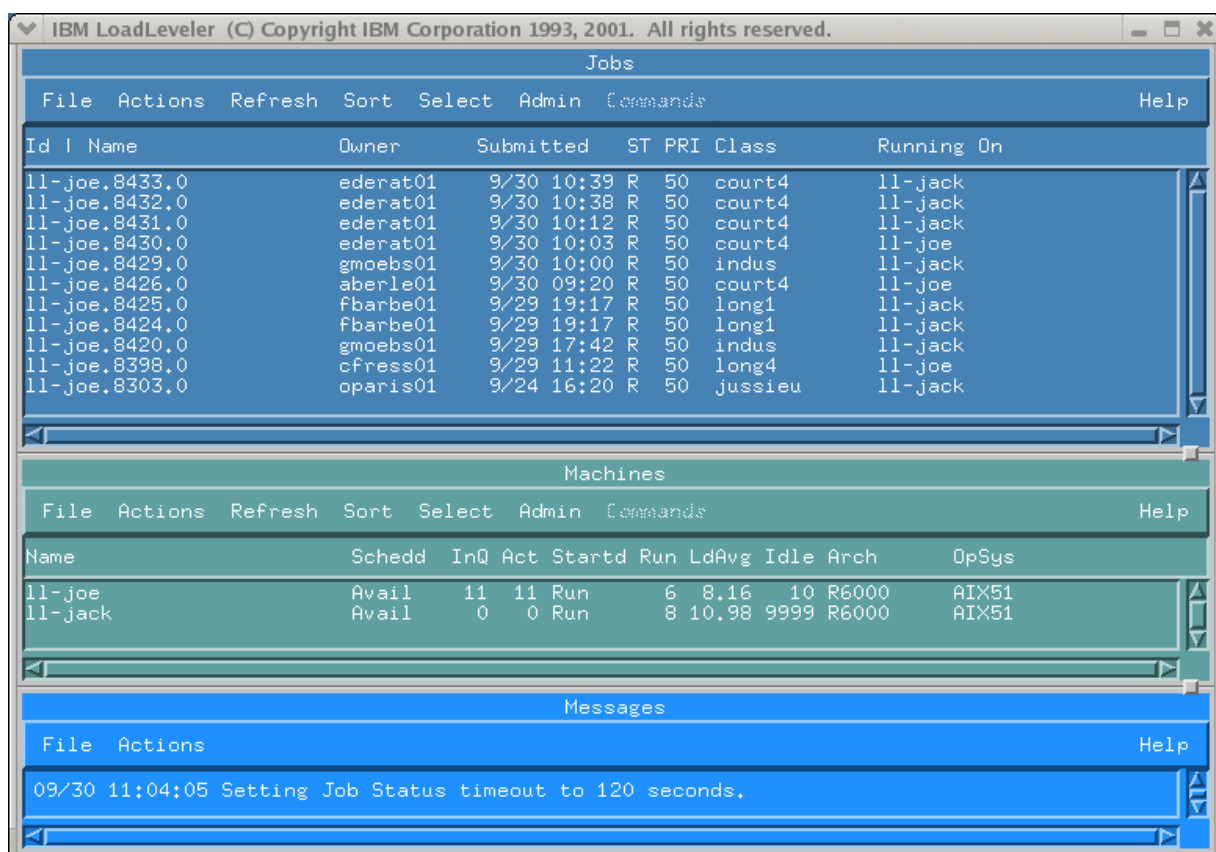 IBM LoadLeveler (C) Copyright IBM Corporation 1993, 2001. All rights reserved.
Jobs
File Actions Refresh Sort Select Admin Commands Help
Id | Name Owner Submitted ST PRI Class Running On
ll-joe.8433.0 ederat01 9/30 10:39 R 50 court4 ll-jack
ll-joe.8432.0 ederat01 9/30 10:38 R 50 court4 ll-jack
ll-joe.8431.0 ederat01 9/30 10:12 R 50 court4 ll-jack
ll-joe.8430.0 ederat01 9/30 10:03 R 50 court4 ll-joe
ll-joe.8429.0 gmoebs01 9/30 10:00 R 50 indus ll-jack
ll-joe.8426.0 aberle01 9/30 09:20 R 50 court4 ll-joe
ll-joe.8425.0 fbarbe01 9/29 19:17 R 50 long1 ll-jack
ll-joe.8424.0 fbarbe01 9/29 19:17 R 50 long1 ll-jack
ll-joe.8420.0 gmoebs01 9/29 17:42 R 50 indus ll-jack
ll-joe.8398.0 cfress01 9/29 11:22 R 50 long4 ll-joe
ll-joe.8303.0 oparis01 9/24 16:20 R 50 jussieu ll-jack
Machines
File Actions Refresh Sort Select Admin Commands Help
Name Schedd InQ Act Startd Run LdAvg Idle Arch OpSys
ll-joe Avail 11 11 Run 6 8.16 10 R6000 AIX51
ll-jack Avail 0 0 Run 8 10.98 9999 R6000 AIX51
Messages
File Actions Help
09/30 11:04:05 Setting Job Status timeout to 120 seconds.